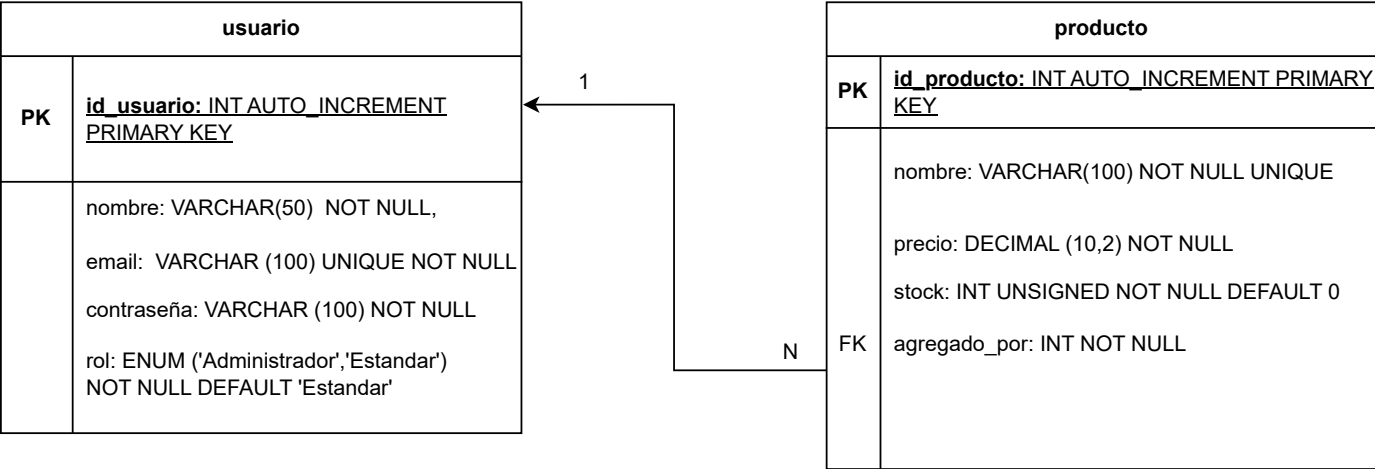 usuario
PK
id_usuario: INT AUTO_INCREMENT
PRIMARY KEY
nombre: VARCHAR(50)  NOT NULL,
email:  VARCHAR (100) UNIQUE NOT NULL
contraseña: VARCHAR (100) NOT NULL
rol: ENUM ('Administrador','Estandar')
NOT NULL DEFAULT 'Estandar'
1
N
producto
PK
id_producto: INT AUTO_INCREMENT PRIMARY
KEY
nombre: VARCHAR(100) NOT NULL UNIQUE
precio: DECIMAL (10,2) NOT NULL
stock: INT UNSIGNED NOT NULL DEFAULT 0
FK
agregado_por: INT NOT NULL